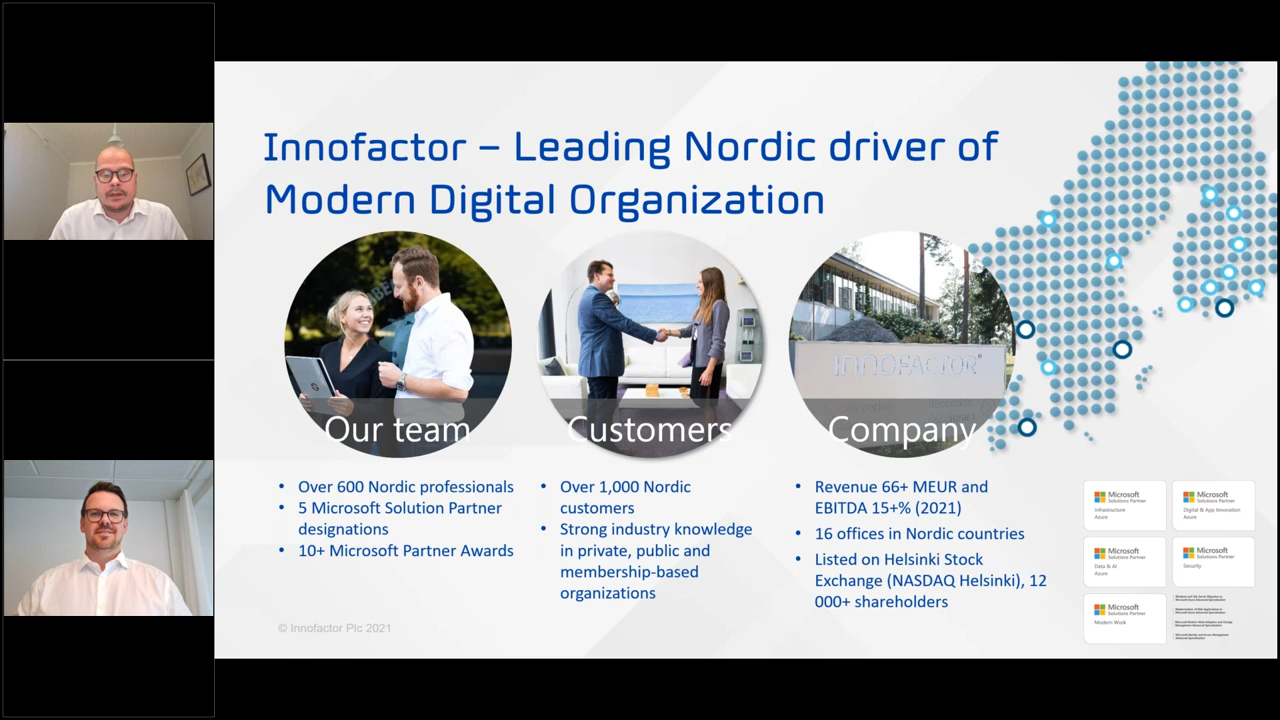 Innofactor – Leading Nordic driver of
Modern Digital Organization
INNOFACTOR
Our team
Customers
Company
• Over 600 Nordic professionals
• 5 Microsoft Solution Partner
designations
• 10+ Microsoft Partner Awards
• Over 1,000 Nordic
customers
• Strong industry knowledge
in private, public and
membership-based
organizations
• Revenue 66+ MEUR and
EBITDA 15+% (2021)
• 16 offices in Nordic countries
• Listed on Helsinki Stock
Exchange (NASDAQ Helsinki), 12
000+ shareholders
Microsoft
Solutions Partner
Infrastructure
Azure
Microsoft
Solutions Partner
Digital & App Innovation
Azure
Microsoft
Solutions Partner
Data & AI
Azure
Microsoft
Solutions Partner
Security
Microsoft
Solutions Partner
Modern Work
© Innofactor Plc 2021